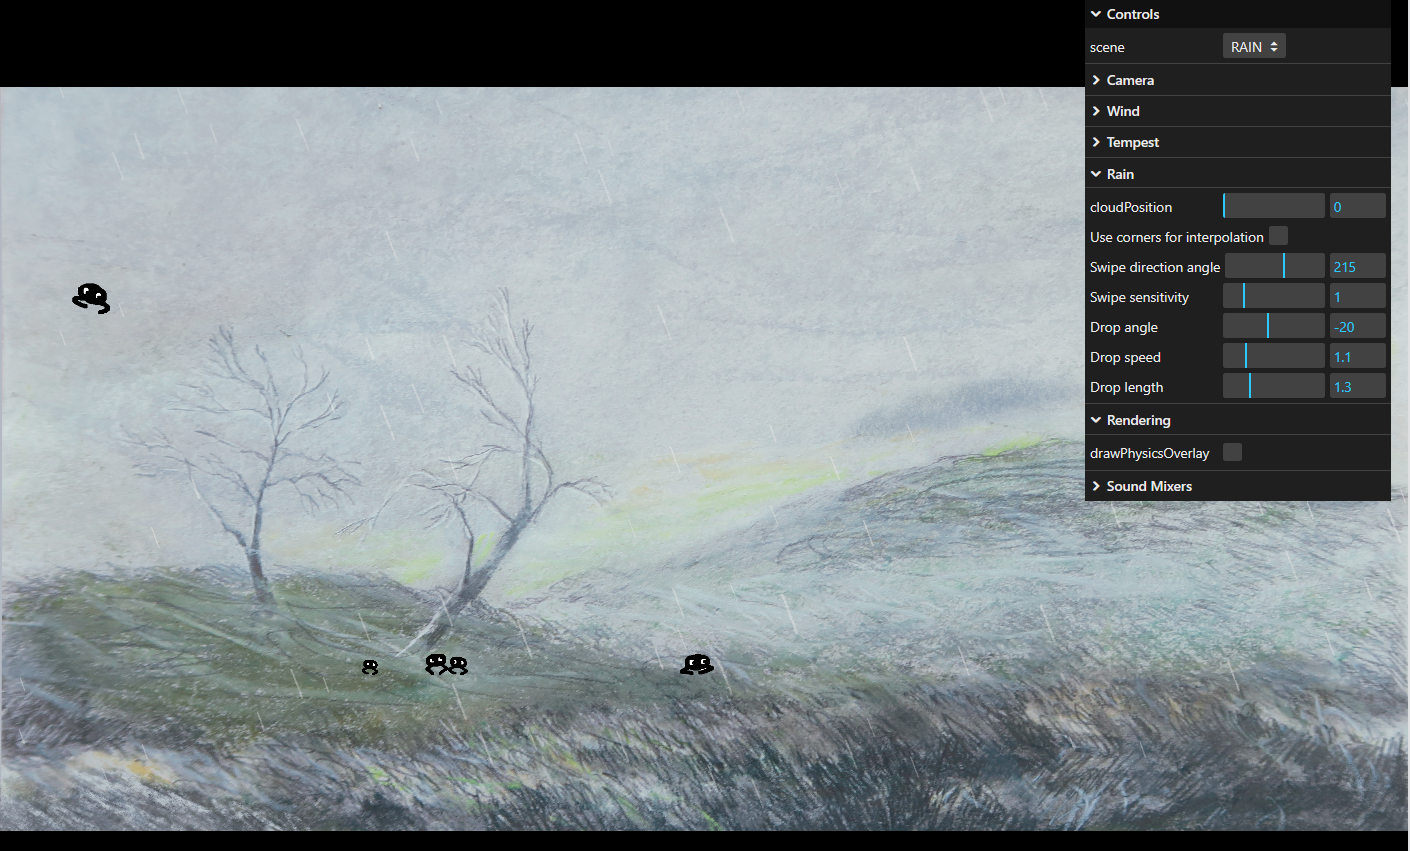 Controls
scene RAIN
Camera
Wind
Tempest
Rain
cloudPosition 0
Use corners for interpolation
Swipe direction angle 215
Swipe sensitivity 1
Drop angle -20
Drop speed 1.1
Drop length 1.3
Rendering
drawPhysicsOverlay
Sound Mixers